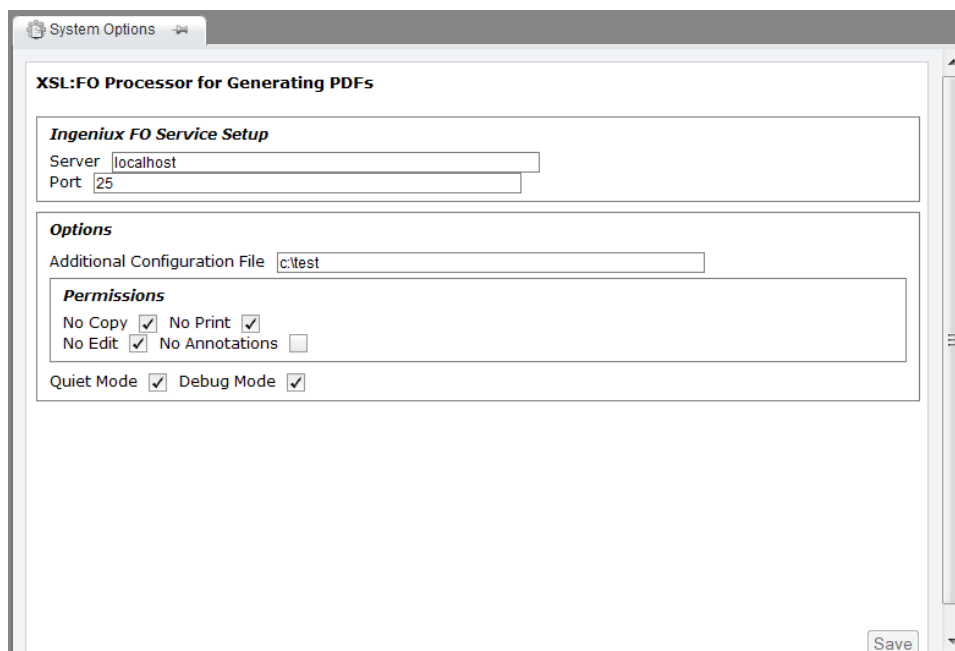 System Options
XSL:FO Processor for Generating PDFs
Ingeniux FO Service Setup
Server localhost
Port 25
Options
Additional Configuration File c:\test
Permissions
No Copy No Print
No Edit No Annotations
Quiet Mode Debug Mode
Save